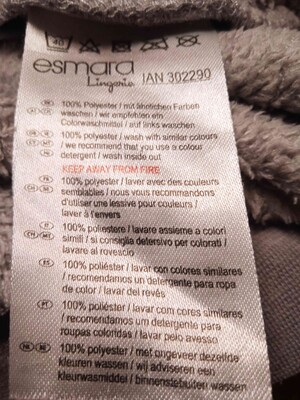 40
esmara
Lingerie IAN 302290
100% Polyester / mit ähnlichen Farben
waschen / wir empfehlen ein
Colorwaschmittel / auf links waschen
100% polyester / wash with similar colours
/ we recommend that you use a colour
detergent / wash inside out
KEEP AWAY FROM FIRE
100% polyester / laver avec des couleurs
semblables / nous vous recommandons
d'utiliser une lessive pour couleurs /
laver à l'envers
100% poliestere / lavare assieme a colori
simili / si consiglia detersivo per colorati /
lavare al rovescio
ES 100% poliéster / lavar con colores similares
/ recomendamos un detergente para ropa
de color / lavar del revés
PT 100% poliéster / lavar com cores similares
/ recomendamos um detergente para
roupas coloridas / lavar pelo avesso
100% polyester / met ongeveer dezelfde
kleuren wassen / wij adviseren een
kleurwasmiddel / binnenstebuiten wassen